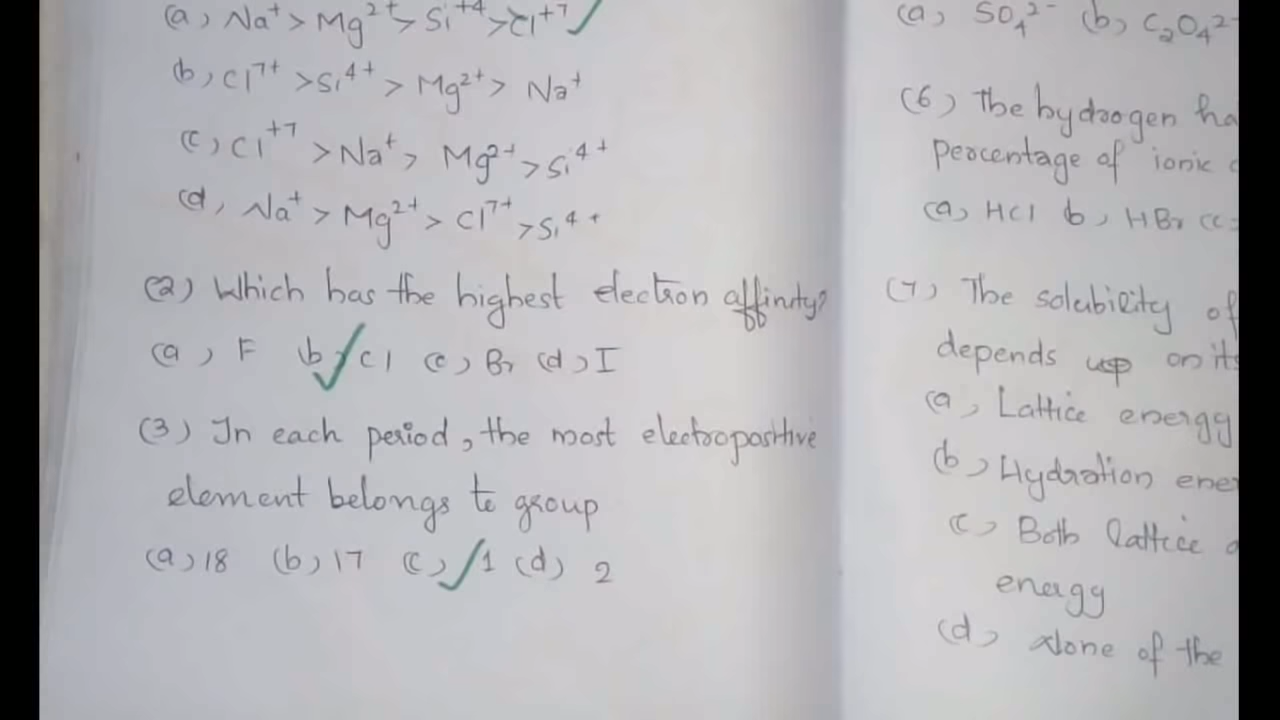 (a) Na⁺ > Mg²⁺ > Si⁺⁴ > Cl⁺⁷
(b) Cl⁷⁺ > Si⁴⁺ > Mg²⁺ > Na⁺
(c) Cl⁺⁷ > Na⁺ > Mg²⁺ > Si⁴⁺
(d) Na⁺ > Mg²⁺ > Cl⁷⁺ > Si⁴⁺
(2) Which has the highest electron affinity?
(a) F (b) Cl (c) Br (d) I
(3) In each period, the most electropositive
element belongs to group
(a) 18 (b) 17 (c) 1 (d) 2
(a) SO₄²⁻ (b) C₂O₄²⁻
(6) The hydrogen ha
percentage of ionic
(a) HCl b) HBr (c)
(7) The solubility of
depends up on its
(a) Lattice energy
(b) Hydration ene
(c) Both lattice
energy
(d) None of the